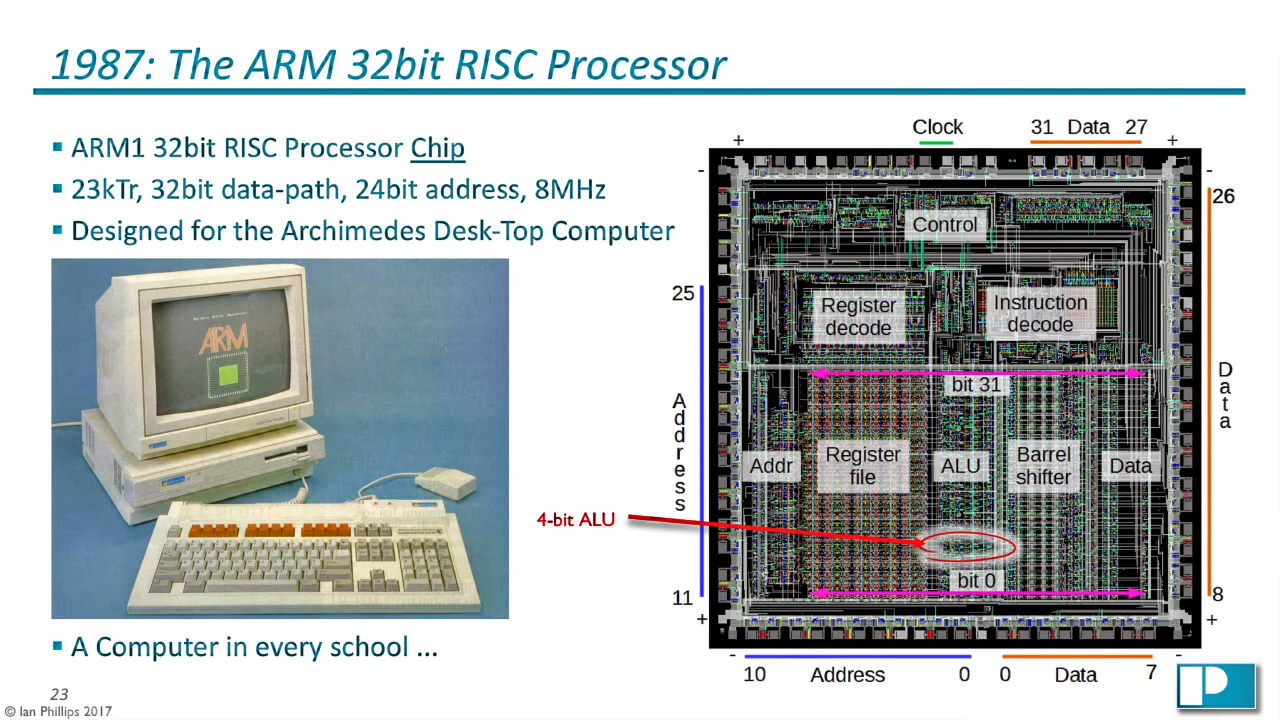 1987: The ARM 32bit RISC Processor
ARM1 32bit RISC Processor Chip
23kTr, 32bit data-path, 24bit address, 8MHz
Designed for the Archimedes Desk-Top Computer
ARM
A Computer in every school ...
4-bit ALU
Clock
31 Data 27
+
+
-
-
26
Control
25
Register
decode
Instruction
decode
bit 31
Address
Data
Addr
Register
file
ALU
Barrel
shifter
Data
bit 0
11
8
+
+
-
-
10 Address 0
0 Data 7
23
© Ian Phillips 2017